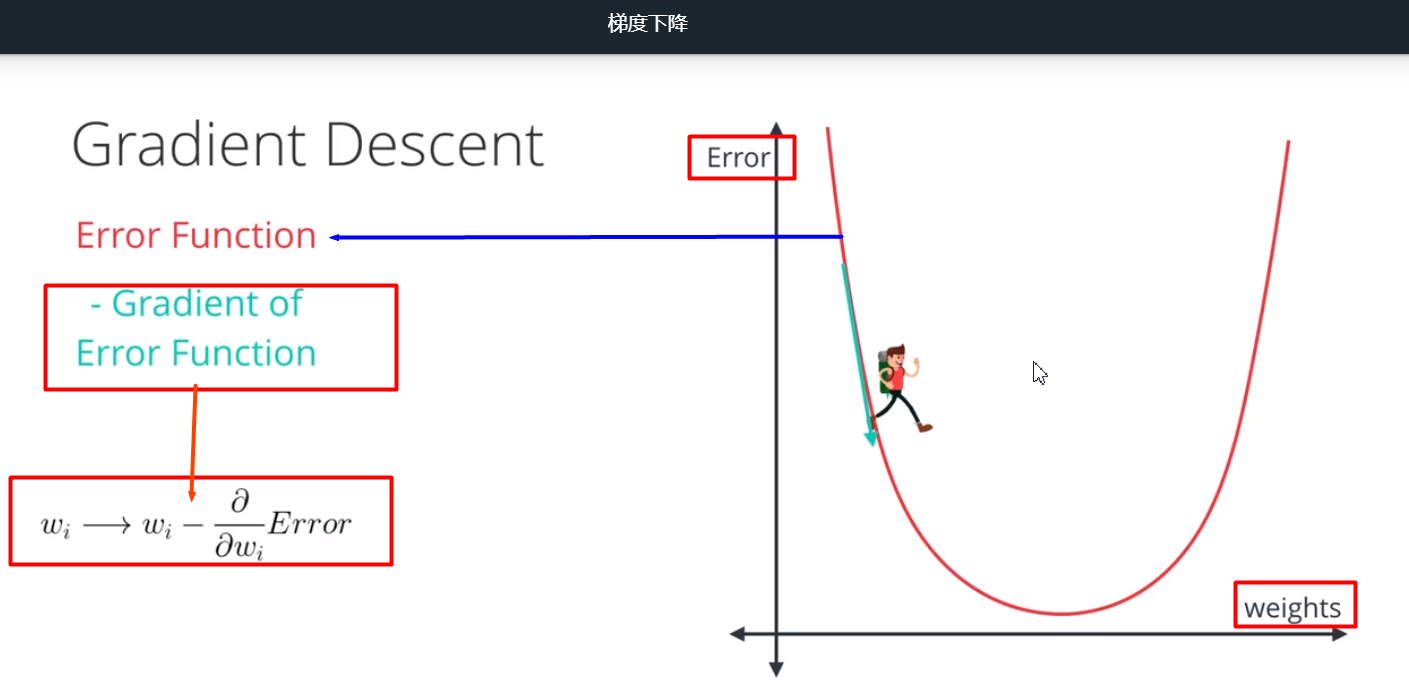 梯度下降
Gradient Descent
Error Function
- Gradient of
Error Function
w_i ⟶ w_i − ∂/∂w_i Error
Error
weights